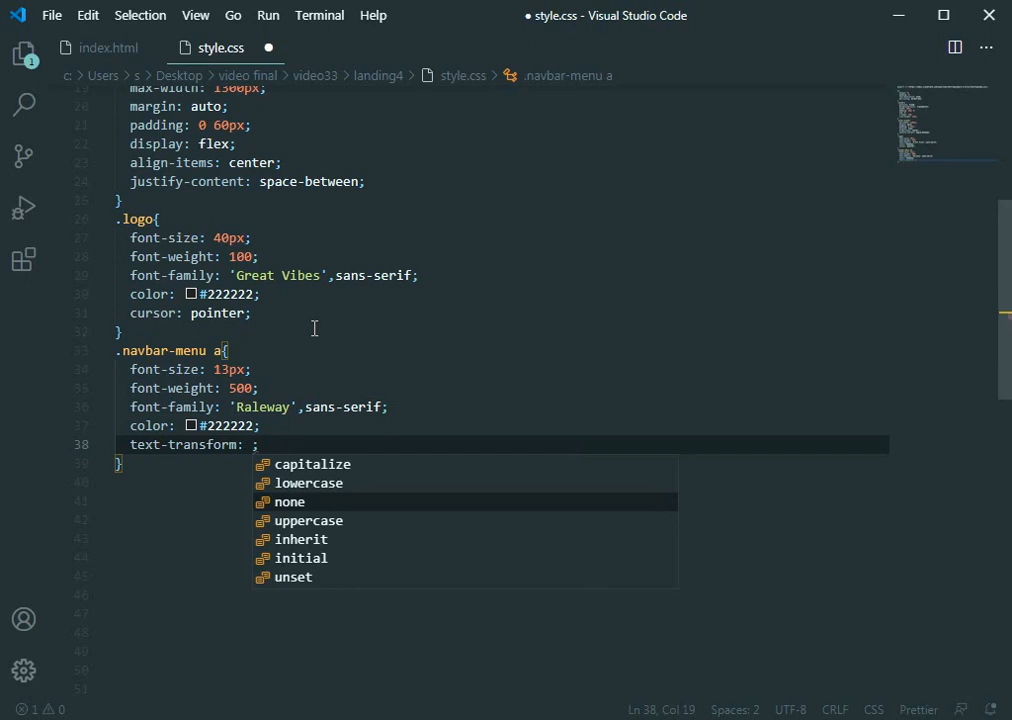 File Edit Selection View Go Run Terminal Help ● style.css - Visual Studio Code
index.html style.css
c: > Users > s > Desktop > video final > video33 > landing4 > style.css > .navbar-menu a
19 max-width: 1300px;
20 margin: auto;
21 padding: 0 60px;
22 display: flex;
23 align-items: center;
24 justify-content: space-between;
25 }
26 .logo{
27 font-size: 40px;
28 font-weight: 100;
29 font-family: 'Great Vibes',sans-serif;
30 color: #222222;
31 cursor: pointer;
32 }
33 .navbar-menu a{
34 font-size: 13px;
35 font-weight: 500;
36 font-family: 'Raleway',sans-serif;
37 color: #222222;
38 text-transform: ;
39 }
40 capitalize
41 lowercase
42 none
43 uppercase
44 inherit
45 initial
46 unset
47
48
49
50
51
1
1 0 Ln 38, Col 19 Spaces: 2 UTF-8 CRLF CSS Prettier